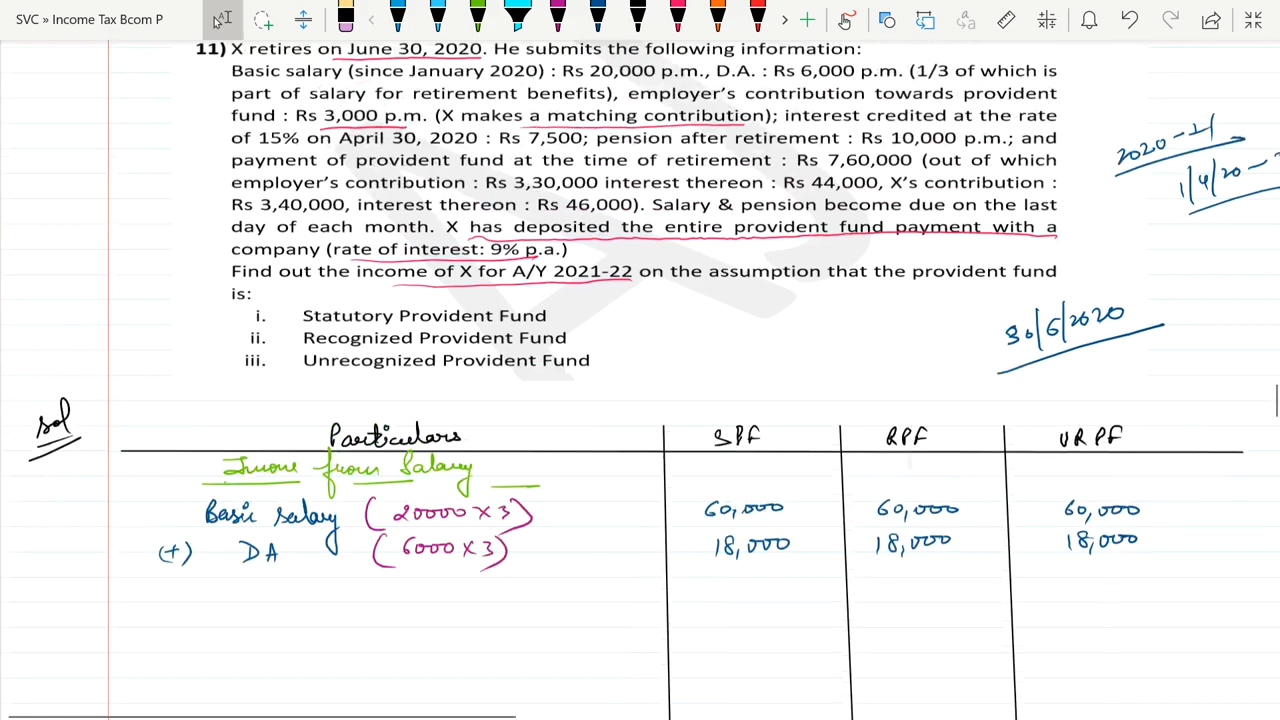 SVC » Income Tax Bcom P
11) X retires on June 30, 2020. He submits the following information:
Basic salary (since January 2020) : Rs 20,000 p.m., D.A. : Rs 6,000 p.m. (1/3 of which is
part of salary for retirement benefits), employer's contribution towards provident
fund : Rs 3,000 p.m. (X makes a matching contribution); interest credited at the rate
of 15% on April 30, 2020 : Rs 7,500; pension after retirement : Rs 10,000 p.m.; and
payment of provident fund at the time of retirement : Rs 7,60,000 (out of which
employer's contribution : Rs 3,30,000 interest thereon : Rs 44,000, X's contribution :
Rs 3,40,000, interest thereon : Rs 46,000). Salary & pension become due on the last
day of each month. X has deposited the entire provident fund payment with a
company (rate of interest: 9% p.a.)
Find out the income of X for A/Y 2021-22 on the assumption that the provident fund
is:
i. Statutory Provident Fund
ii. Recognized Provident Fund
iii. Unrecognized Provident Fund
2020-21
1/4/20 -
30/6/2020
Sol
Particulars SPF RPF URPF
Income from Salary
Basic salary (20000 × 3) 60,000 60,000 60,000
(+) DA (6000 × 3) 18,000 18,000 18,000